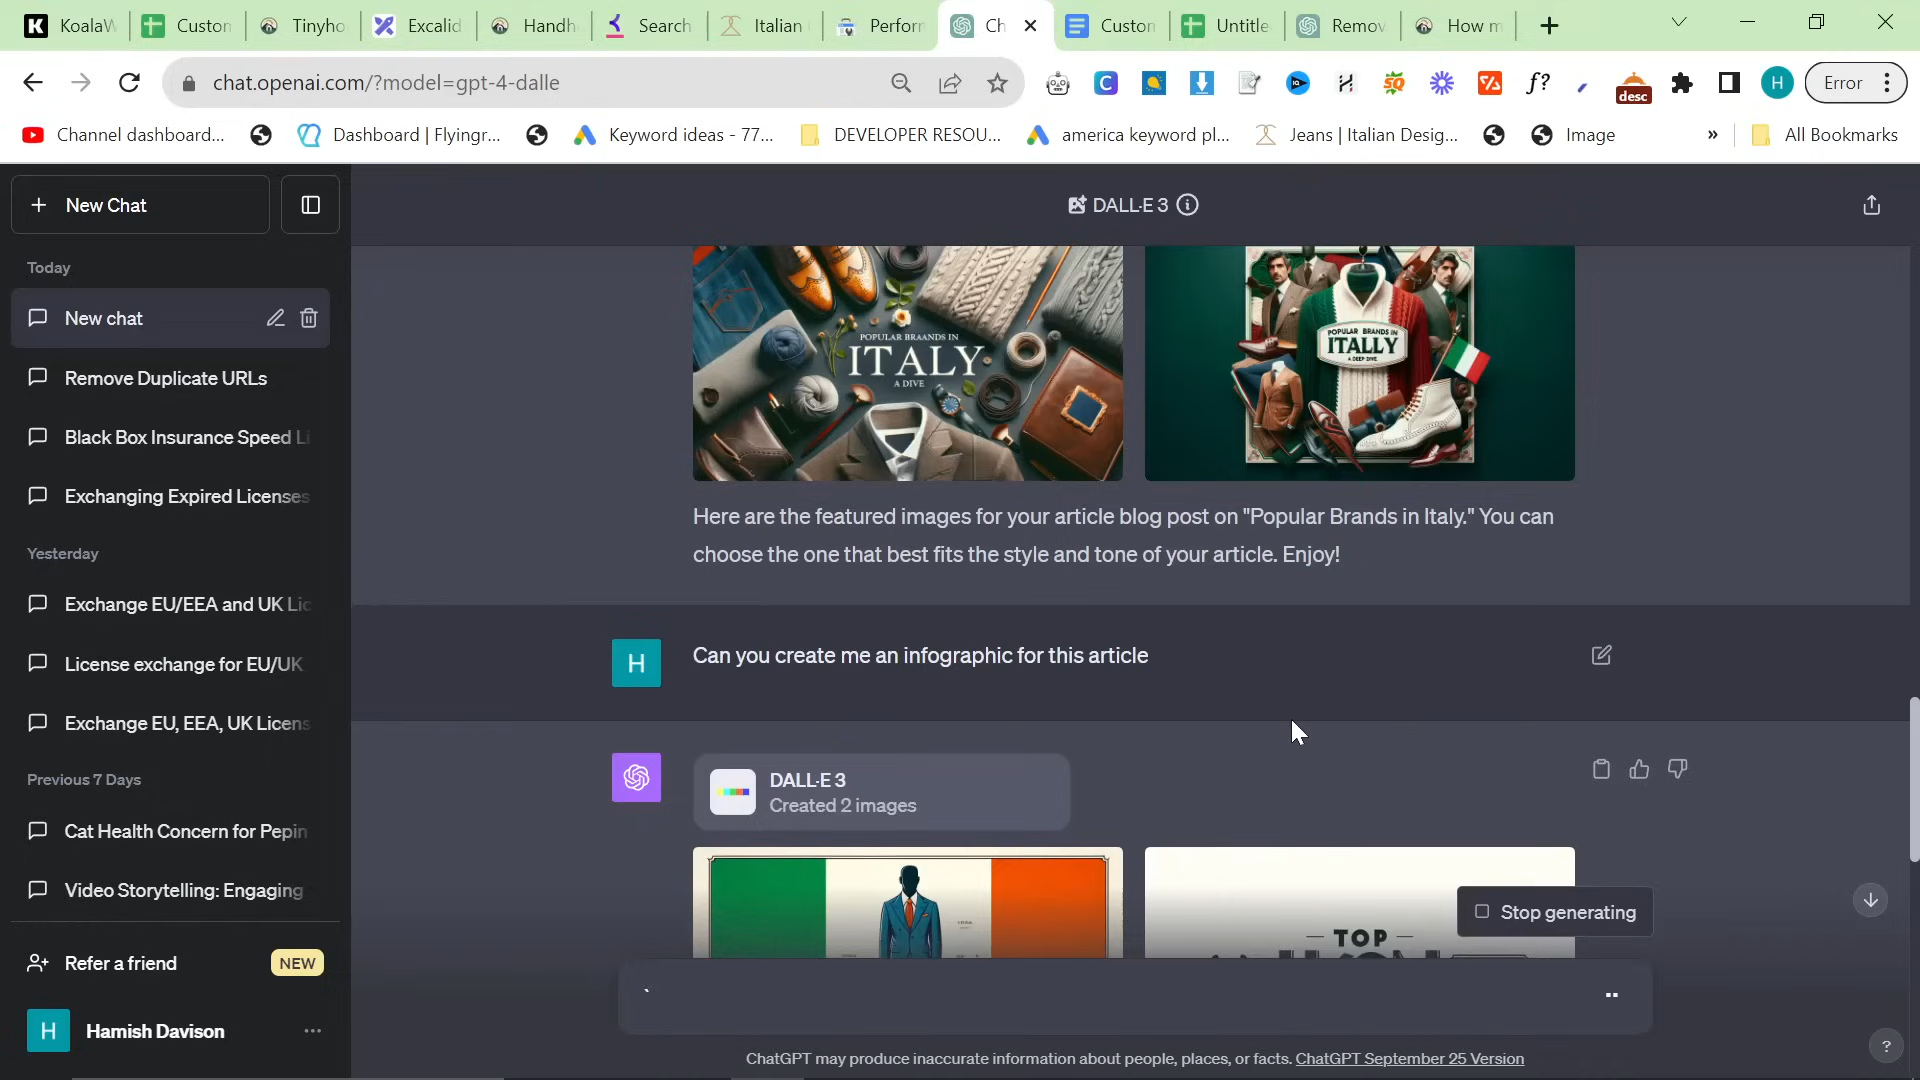 KoalaW
Custon
Tinyho
Excalid
Handh
Search
Italian
Perforr
Ch
Custon
Untitle
Remov
How m
chat.openai.com/?model=gpt-4-dalle
desc
H
Error
Channel dashboard...
Dashboard | Flyingr...
Keyword ideas - 77...
DEVELOPER RESOU...
america keyword pl...
Jeans | Italian Desig...
Image
»
All Bookmarks
+ New Chat
DALL·E 3
Today
New chat
Remove Duplicate URLs
Black Box Insurance Speed Li
Exchanging Expired Licenses
Yesterday
Exchange EU/EEA and UK Lic
License exchange for EU/UK
Exchange EU, EEA, UK Licens
Previous 7 Days
Cat Health Concern for Pepin
Video Storytelling: Engaging
Refer a friend
NEW
H
Hamish Davison
POPULAR BRAANDS IN
ITALY
A DIVE
POPULAR BRANDS IN
ITALLY
A DEEP DIVE
Here are the featured images for your article blog post on "Popular Brands in Italy." You can
choose the one that best fits the style and tone of your article. Enjoy!
H
Can you create me an infographic for this article
DALL·E 3
Created 2 images
TOP
Stop generating
`
ChatGPT may produce inaccurate information about people, places, or facts. ChatGPT September 25 Version
?